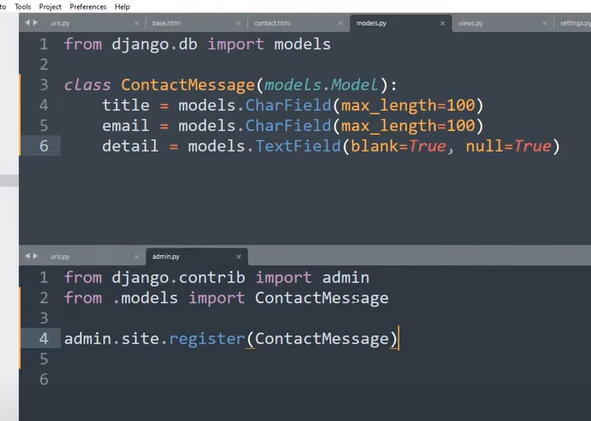 to Tools Project Preferences Help
urls.py base.html contact.html models.py views.py settings.py
1 from django.db import models
2
3 class ContactMessage(models.Model):
4 title = models.CharField(max_length=100)
5 email = models.CharField(max_length=100)
6 detail = models.TextField(blank=True, null=True)
urls.py admin.py
1 from django.contrib import admin
2 from .models import ContactMessage
3
4 admin.site.register(ContactMessage)
5
6